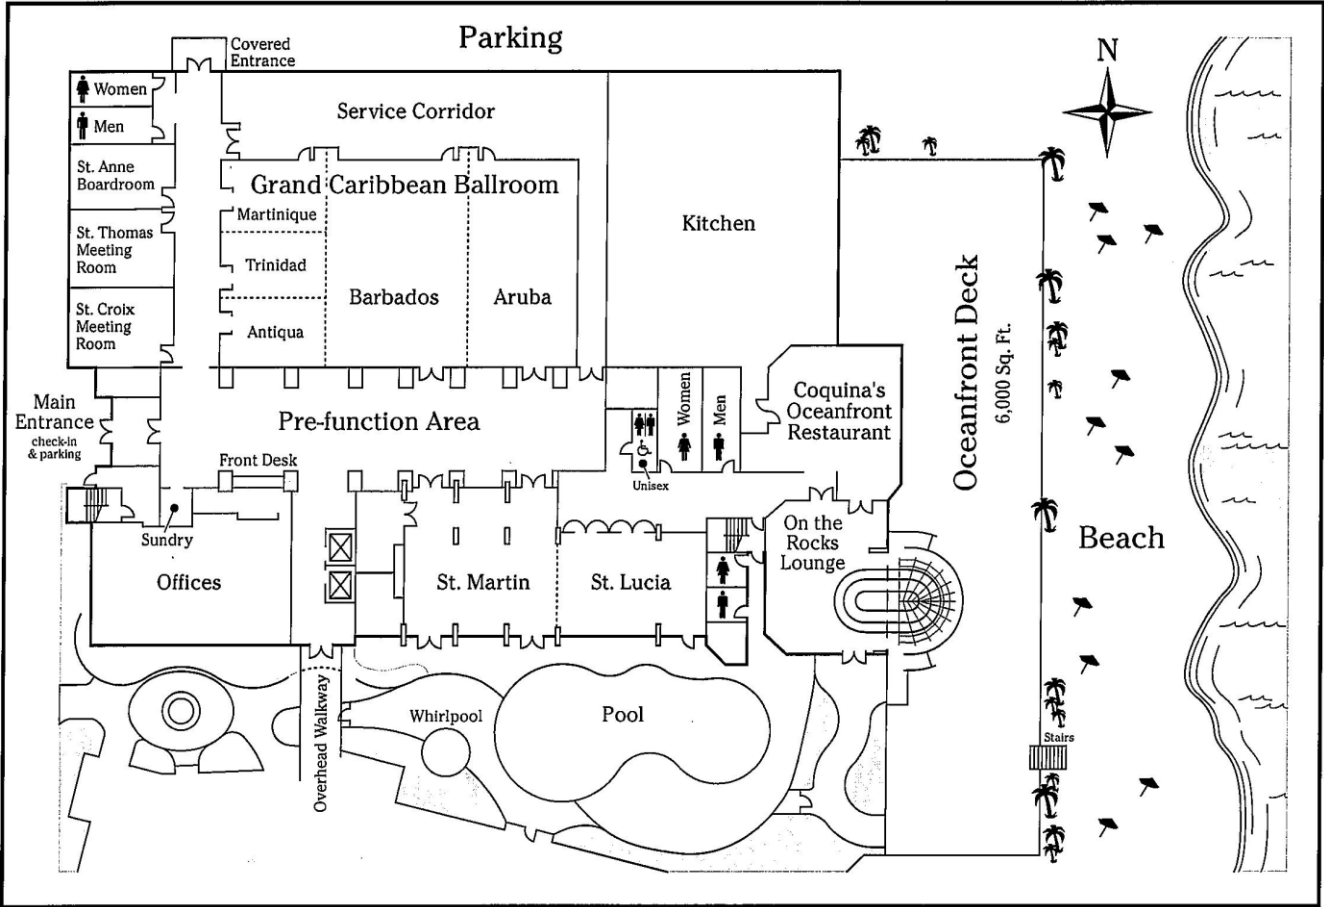 Parking
Covered
Entrance
N
Women
Men
Service Corridor
St. Anne
Boardroom
Grand Caribbean Ballroom
Martinique
St. Thomas
Meeting
Room
Trinidad
Kitchen
Barbados
Aruba
St. Croix
Meeting
Room
Antiqua
Oceanfront Deck
6,000 Sq. Ft.
Main
Entrance
check-in
& parking
Pre-function Area
Women
Men
Coquina's
Oceanfront
Restaurant
Front Desk
Unisex
Sundry
On the
Rocks
Lounge
Beach
Offices
St. Martin
St. Lucia
Overhead Walkway
Whirlpool
Pool
Stairs